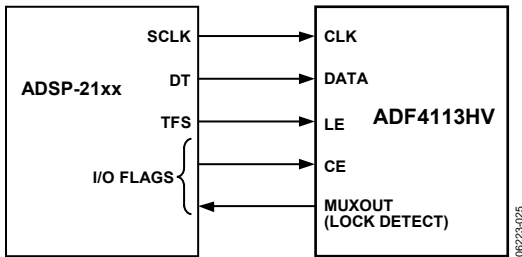 SCLK
CLK
DT
DATA
ADSP-21xx
ADF4113HV
TFS
LE
I/O FLAGS
CE
MUXOUT
(LOCK DETECT)
06223-025